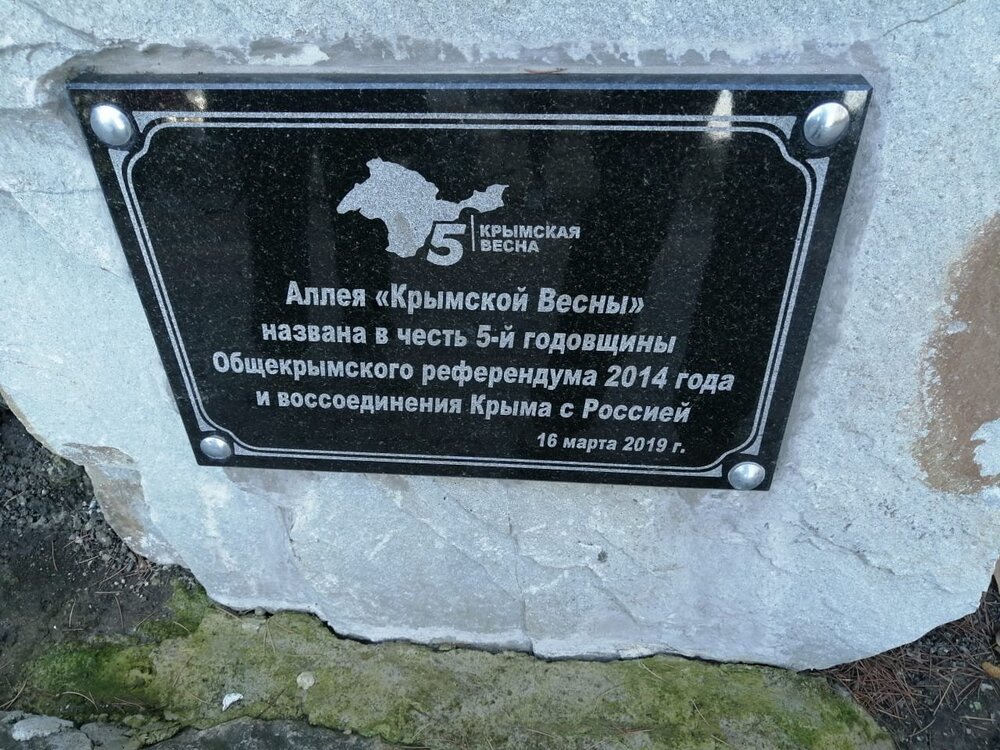 5
КРЫМСКАЯ
ВЕСНА
Аллея «Крымской Весны»
названа в честь 5-й годовщины
Общекрымского референдума 2014 года
и воссоединения Крыма с Россией
16 марта 2019 г.